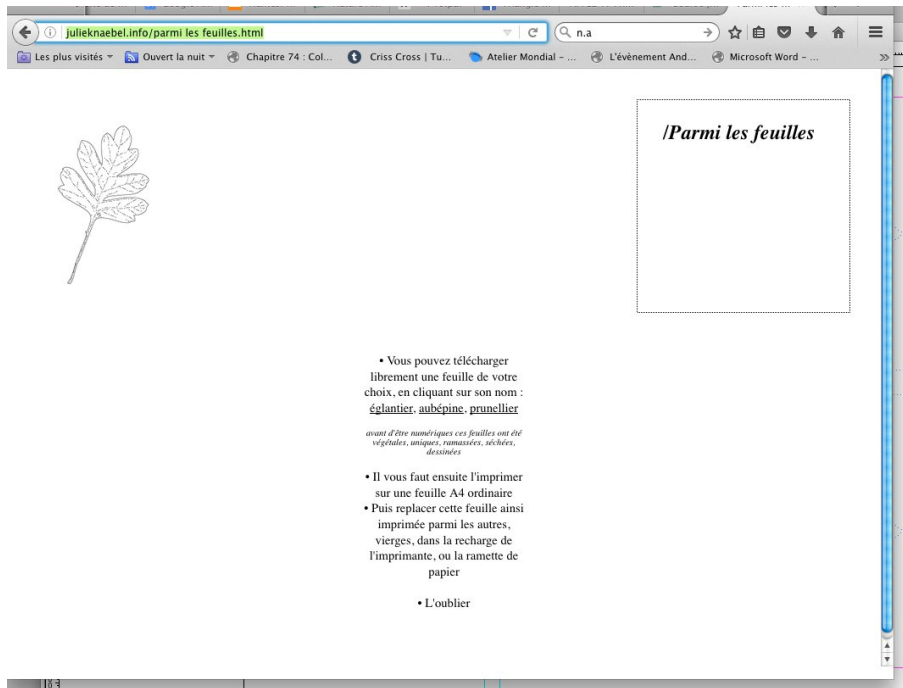 julieknaebel.info/parmi les feuilles.html
n.a
Les plus visités
Ouvert la nuit
Chapitre 74 : Col...
Criss Cross | Tu...
Atelier Mondial – ...
L'évènement And...
Microsoft Word – ...
/Parmi les feuilles
• Vous pouvez télécharger
librement une feuille de votre
choix, en cliquant sur son nom :
églantier, aubépine, prunellier
avant d'être numériques ces feuilles ont été
végétales, uniques, ramassées, séchées,
dessinées
• Il vous faut ensuite l'imprimer
sur une feuille A4 ordinaire
• Puis replacer cette feuille ainsi
imprimée parmi les autres,
vierges, dans la recharge de
l'imprimante, ou la ramette de
papier
• L'oublier